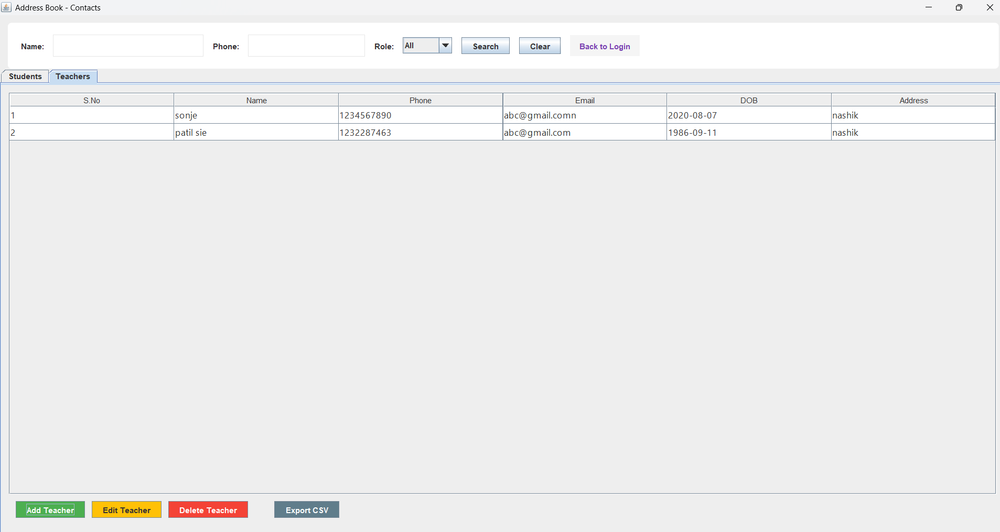 Address Book - Contacts
Name: Phone: Role: All Search Clear Back to Login
Students Teachers
S.No Name Phone Email DOB Address
1 sonje 1234567890 abc@gmail.comn 2020-08-07 nashik
2 patil sie 1232287463 abc@gmail.com 1986-09-11 nashik
Add Teacher Edit Teacher Delete Teacher Export CSV